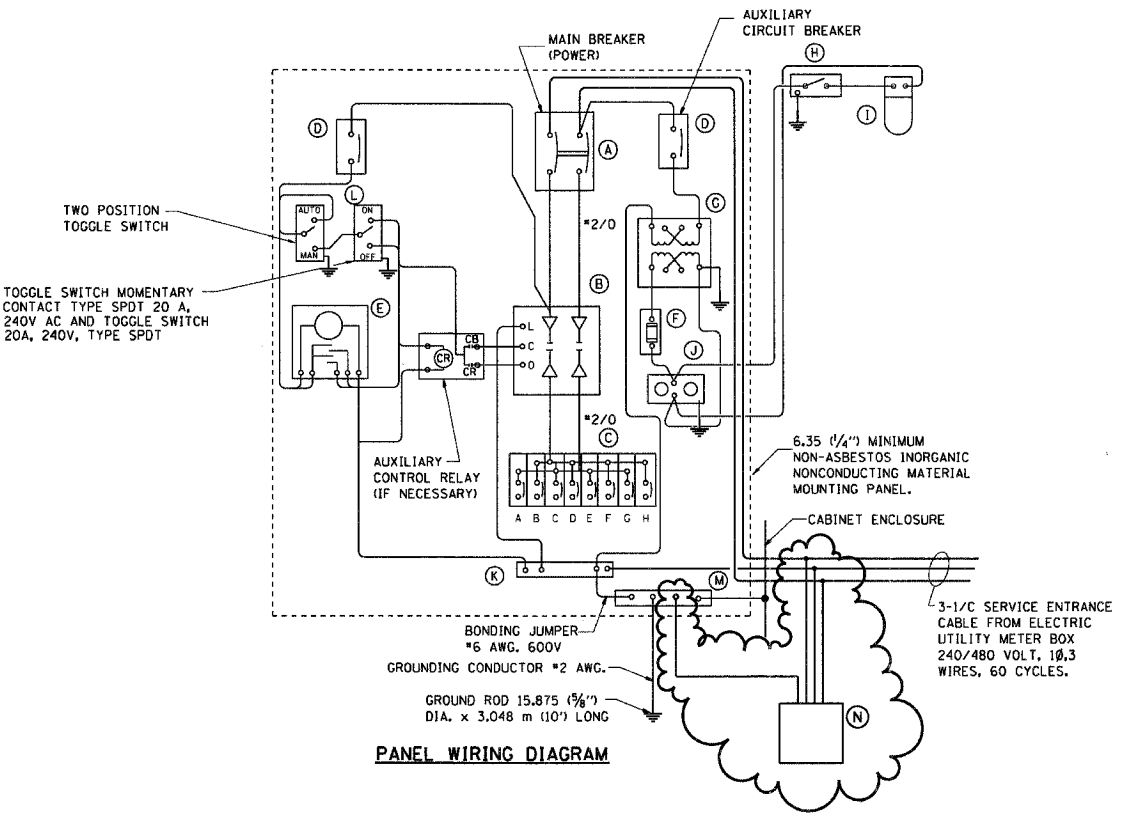 AUXILIARY
CIRCUIT BREAKER
MAIN BREAKER
(POWER)
H
I
D
D
A
L
G
AUTO
ON
TWO POSITION
TOGGLE SWITCH
#2/0
MAN
OFF
TOGGLE SWITCH MOMENTARY
CONTACT TYPE SPDT 20 A,
240V AC AND TOGGLE SWITCH
20A, 240V, TYPE SPDT
E
B
F
L
C
O
CB
CR
CR
J
#2/0
C
AUXILIARY
CONTROL RELAY
(IF NECESSARY)
6.35 (1/4") MINIMUM
NON-ASBESTOS INORGANIC
NONCONDUCTING MATERIAL
MOUNTING PANEL.
A B C D E F G H
CABINET ENCLOSURE
K
M
3-1/C SERVICE ENTRANCE
CABLE FROM ELECTRIC
UTILITY METER BOX
240/480 VOLT, 1Ø,3
WIRES, 60 CYCLES.
BONDING JUMPER
#6 AWG. 600V
GROUNDING CONDUCTOR #2 AWG.
GROUND ROD 15.875 (5/8")
DIA. x 3.048 m (10') LONG
N
PANEL WIRING DIAGRAM